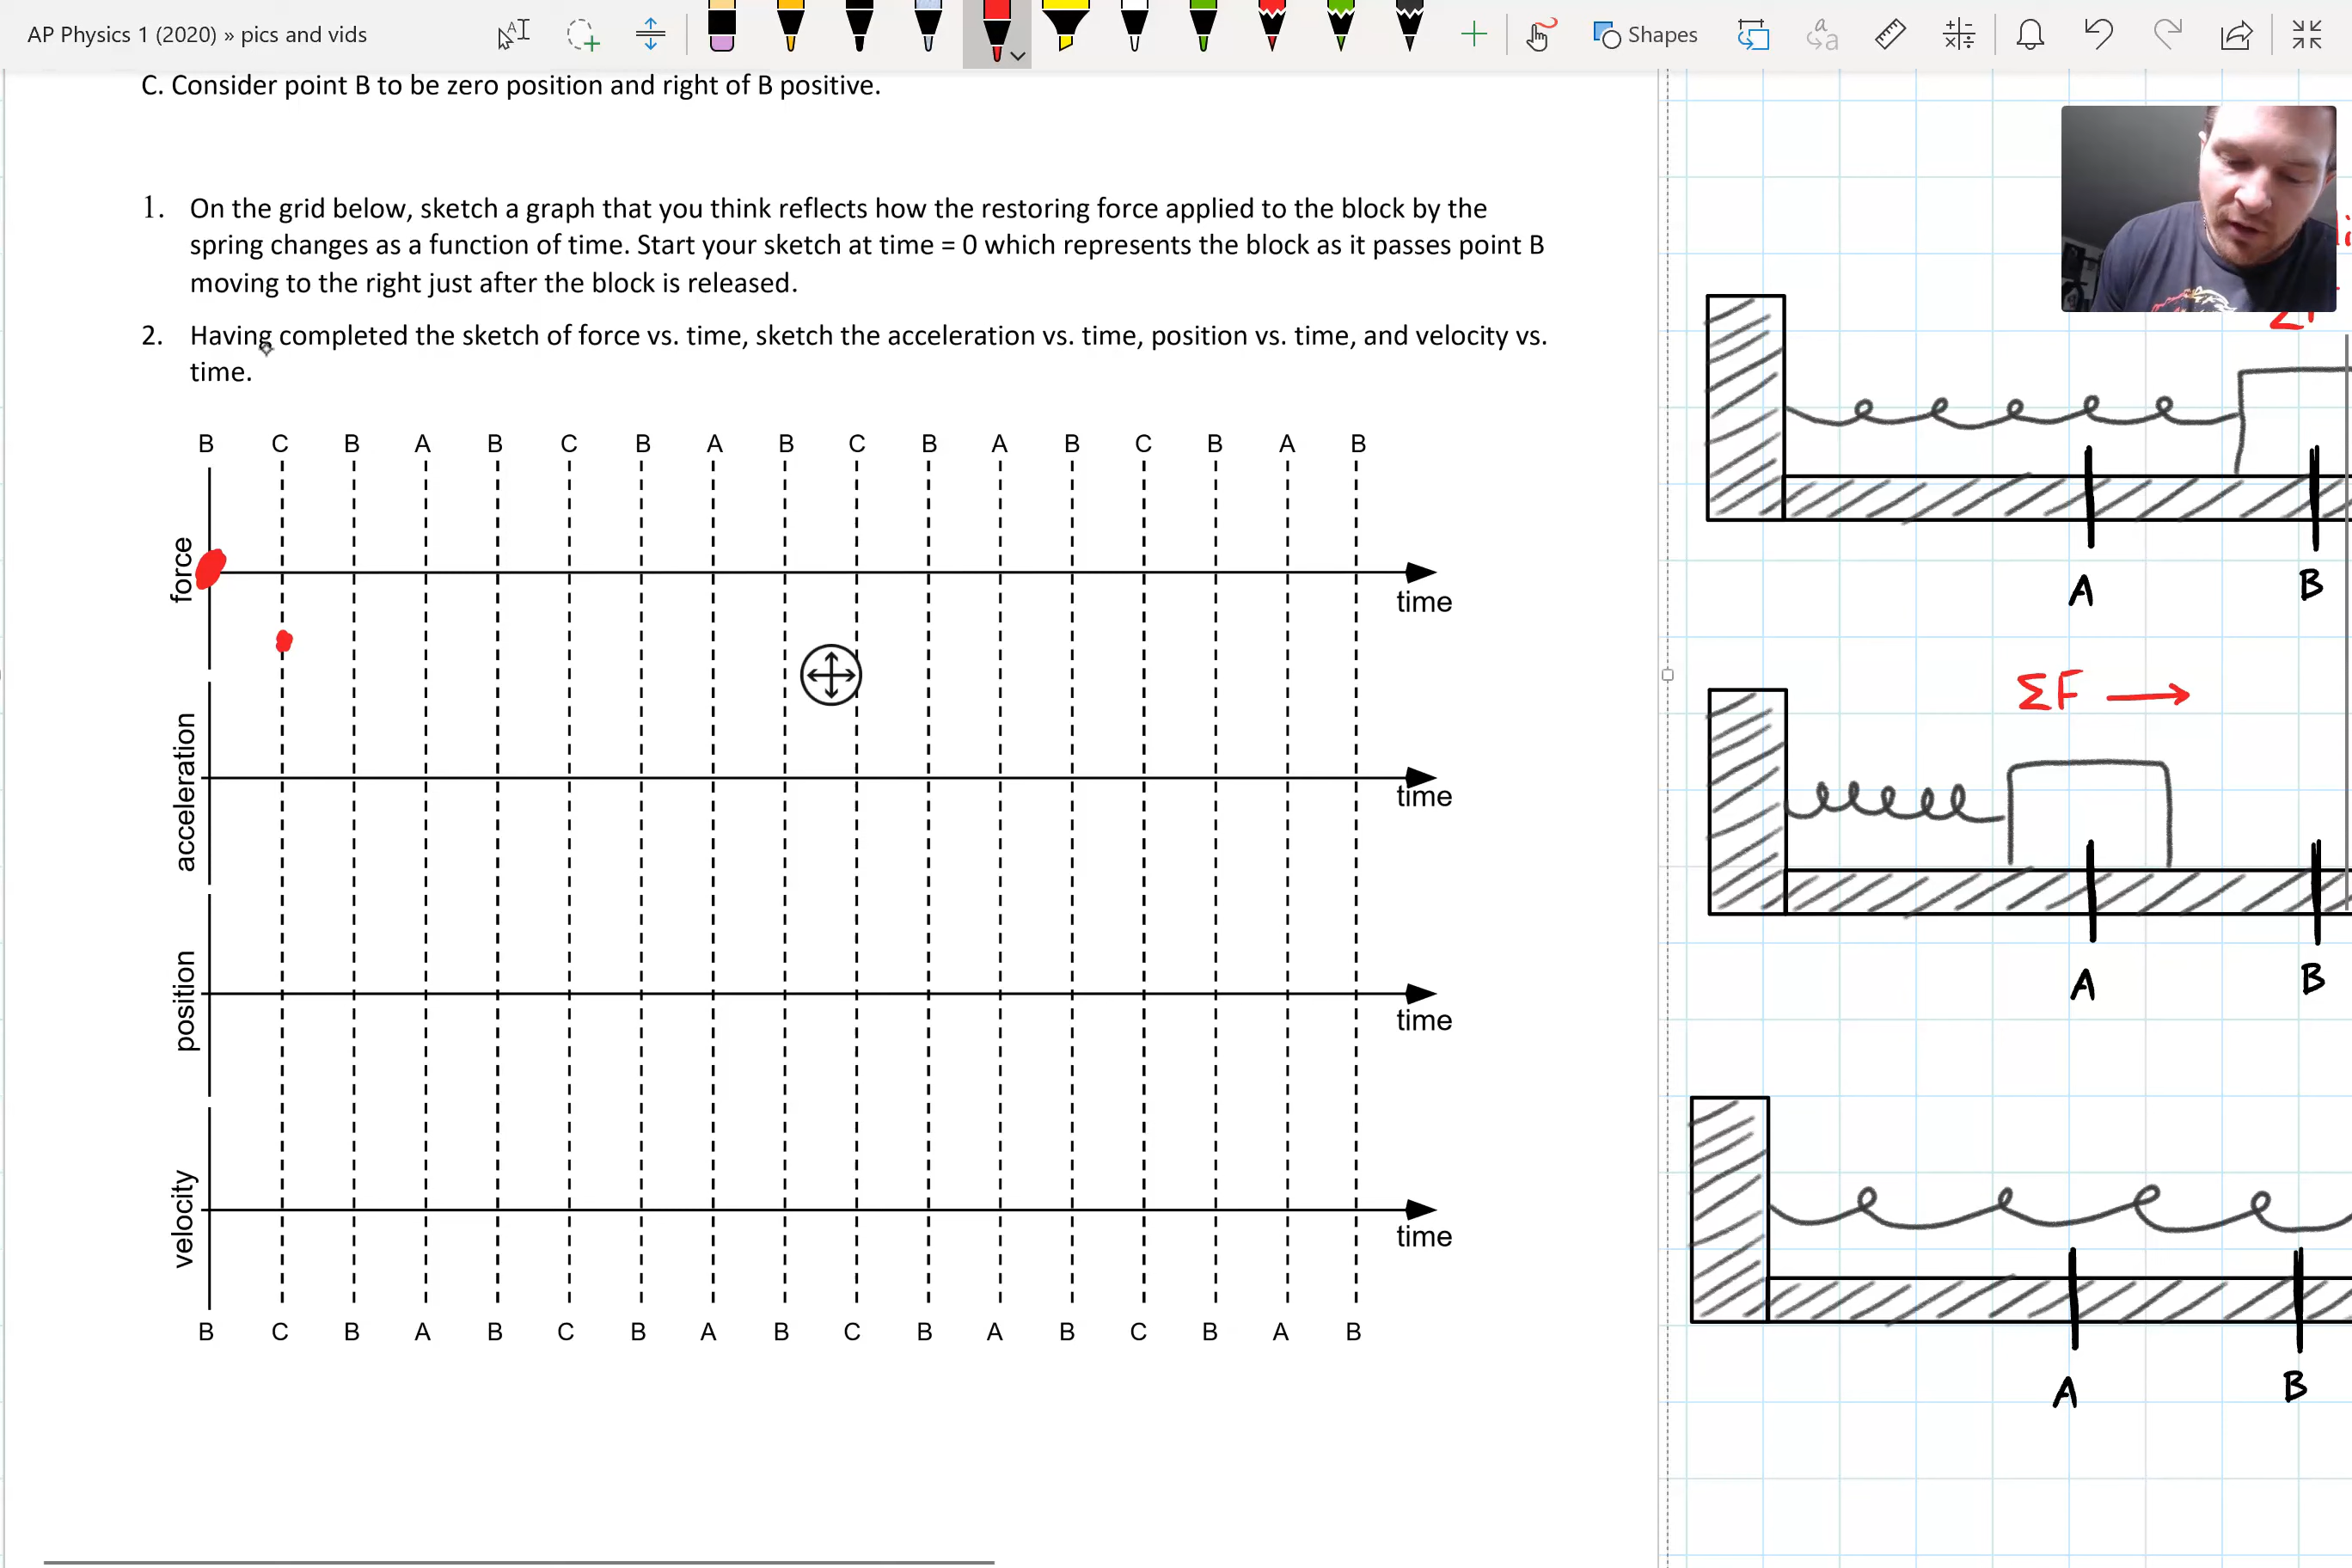 AP Physics 1 (2020) » pics and vids
Shapes
C. Consider point B to be zero position and right of B positive.
1. On the grid below, sketch a graph that you think reflects how the restoring force applied to the block by the
spring changes as a function of time. Start your sketch at time = 0 which represents the block as it passes point B
moving to the right just after the block is released.
2. Having completed the sketch of force vs. time, sketch the acceleration vs. time, position vs. time, and velocity vs.
time.
B C B A B C B A B C B A B C B A B
force
time
acceleration
time
position
time
velocity
time
B C B A B C B A B C B A B C B A B
A B
ΣF →
A B
A B